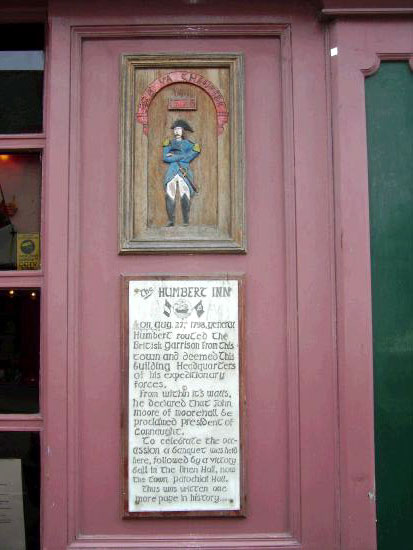 THE HUMBERT INN
on Aug. 27, 1798, General
Humbert routed the
British Garrison from this
town and deemed this
building Headquarters
of his expeditionary
forces.
From within it's walls,
he declared that John
Moore of Moorehall be
proclaimed president of
Connaught.
To celebrate the occ-
assion a banquet was held
here, followed by a victory
ball in the Linen Hall, now
the town Parochial Hall.
Thus was written one
more page in history....